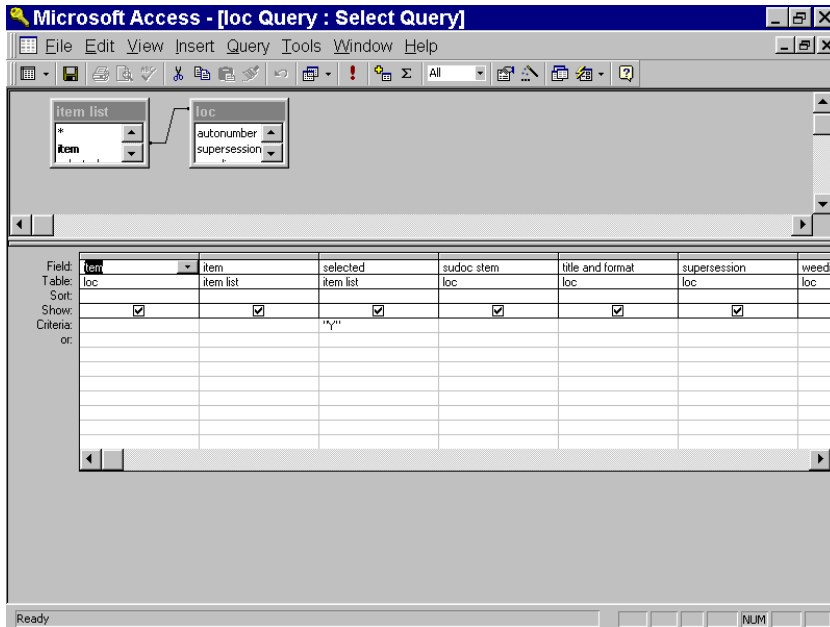 Microsoft Access - [loc Query : Select Query]
File Edit View Insert Query Tools Window Help
All
item list loc
* autonumber
item supersession
Field: item item selected sudoc stem title and format supersession weed
Table: loc item list item list loc loc loc loc
Sort:
Show:
Criteria: "Y"
or:
Ready NUM